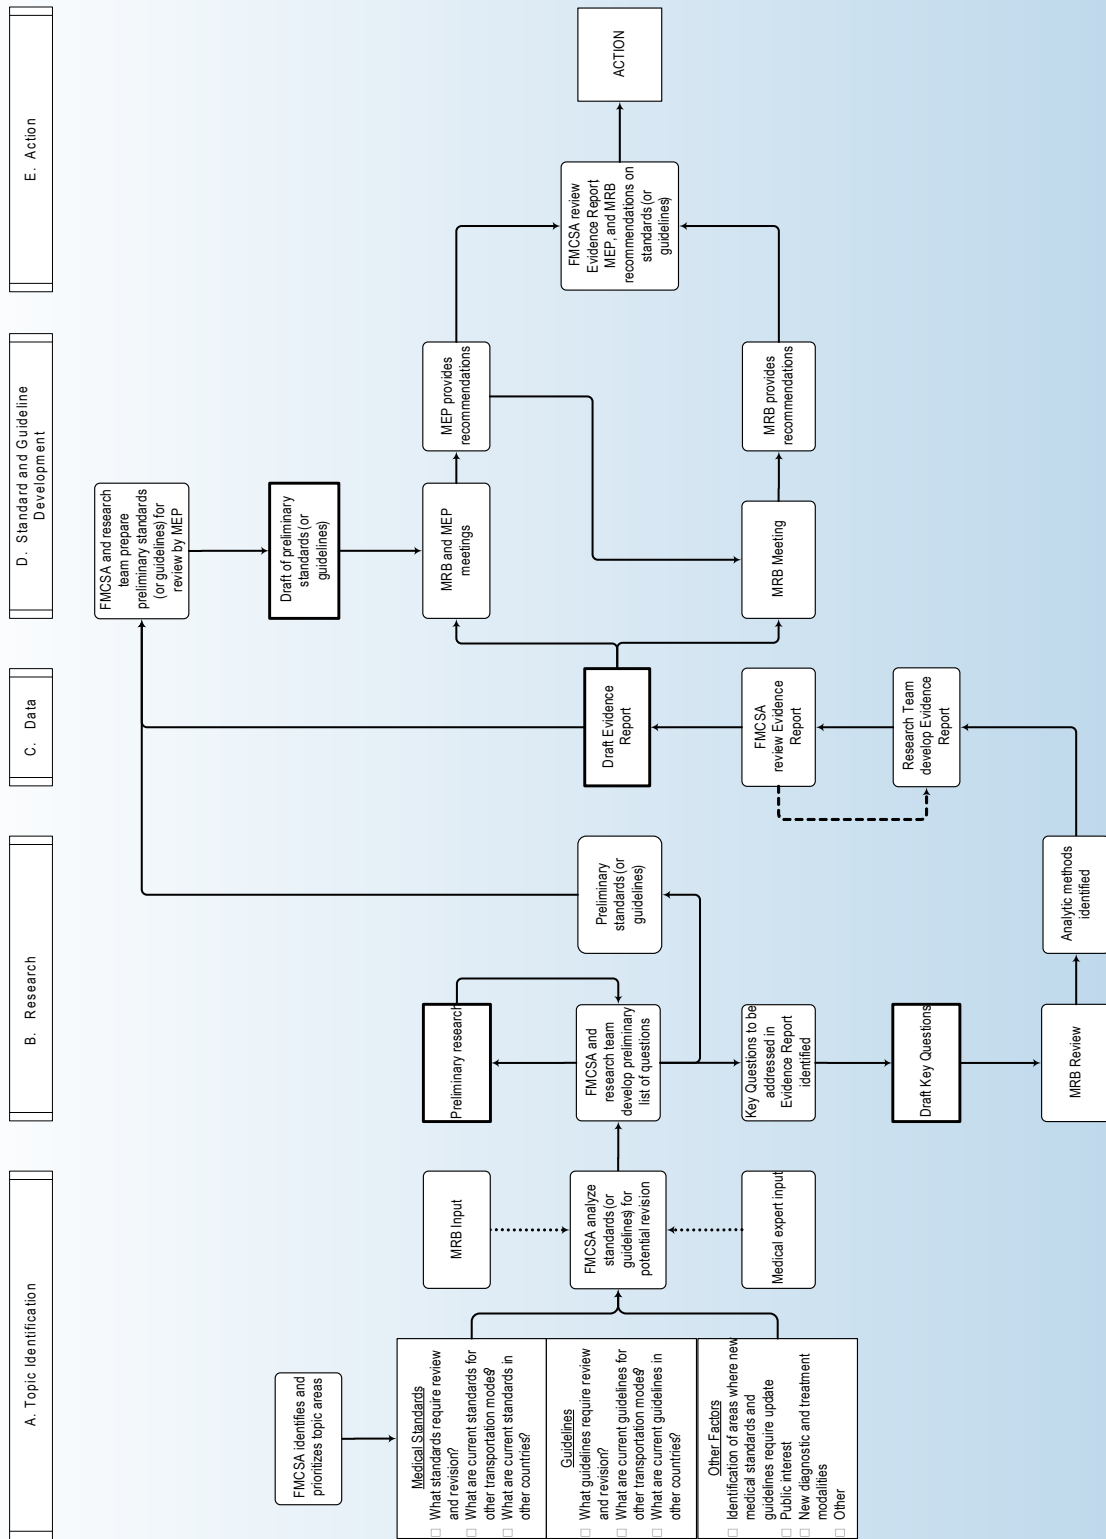 A. Topic Identification
B. Research
C. Data
D. Standard and Guideline
Development
E. Action
FMCSA identifies and
prioritizes topic areas
Medical Standards
What standards require review
and revision?
What are current standards for
other transportation modes?
What are current standards in
other countries?
Guidelines
What guidelines require review
and revision?
What are current guidelines for
other transportation modes?
What are current guidelines in
other countries?
Other Factors
Identification of areas where new
medical standards and
guidelines require update
Public interest
New diagnostic and treatment
modalities
Other
MRB Input
FMCSA analyze
standards (or
guidelines) for
potential revision
Medical expert input
Preliminary research
FMCSA and
research team
develop preliminary
list of questions
Preliminary
standards (or
guidelines)
Key Questions to be
addressed in
Evidence Report
identified
Draft Key Questions
MRB Review
Analytic methods
identified
Research Team
develop Evidence
Report
FMCSA
review Evidence
Report
Draft Evidence
Report
FMCSA and research
team prepare
preliminary standards
(or guidelines) for
review by MEP
Draft of preliminary
standards (or
guidelines)
MRB and MEP
meetings
MEP provides
recommendations
MRB Meeting
MRB provides
recommendations
FMCSA review
Evidence Report,
MEP, and MRB
recommendations on
standards (or
guidelines)
ACTION